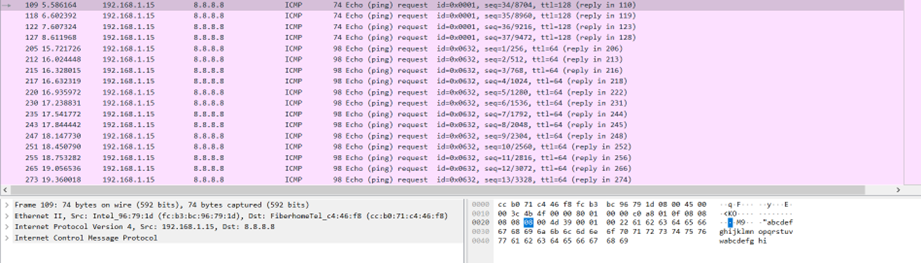 109 5.586164 192.168.1.15 8.8.8.8 ICMP 74 Echo (ping) request id=0x0001, seq=34/8704, ttl=128 (reply in 110)
118 6.602392 192.168.1.15 8.8.8.8 ICMP 74 Echo (ping) request id=0x0001, seq=35/8960, ttl=128 (reply in 119)
122 7.607324 192.168.1.15 8.8.8.8 ICMP 74 Echo (ping) request id=0x0001, seq=36/9216, ttl=128 (reply in 123)
127 8.611968 192.168.1.15 8.8.8.8 ICMP 74 Echo (ping) request id=0x0001, seq=37/9472, ttl=128 (reply in 128)
205 15.721726 192.168.1.15 8.8.8.8 ICMP 98 Echo (ping) request id=0x0632, seq=1/256, ttl=64 (reply in 206)
212 16.024448 192.168.1.15 8.8.8.8 ICMP 98 Echo (ping) request id=0x0632, seq=2/512, ttl=64 (reply in 213)
215 16.328015 192.168.1.15 8.8.8.8 ICMP 98 Echo (ping) request id=0x0632, seq=3/768, ttl=64 (reply in 216)
217 16.632319 192.168.1.15 8.8.8.8 ICMP 98 Echo (ping) request id=0x0632, seq=4/1024, ttl=64 (reply in 218)
221 16.935972 192.168.1.15 8.8.8.8 ICMP 98 Echo (ping) request id=0x0632, seq=5/1280, ttl=64 (reply in 222)
230 17.238831 192.168.1.15 8.8.8.8 ICMP 98 Echo (ping) request id=0x0632, seq=6/1536, ttl=64 (reply in 231)
235 17.541772 192.168.1.15 8.8.8.8 ICMP 98 Echo (ping) request id=0x0632, seq=7/1792, ttl=64 (reply in 244)
243 17.844442 192.168.1.15 8.8.8.8 ICMP 98 Echo (ping) request id=0x0632, seq=8/2048, ttl=64 (reply in 245)
247 18.147730 192.168.1.15 8.8.8.8 ICMP 98 Echo (ping) request id=0x0632, seq=9/2304, ttl=64 (reply in 248)
251 18.450790 192.168.1.15 8.8.8.8 ICMP 98 Echo (ping) request id=0x0632, seq=10/2560, ttl=64 (reply in 252)
255 18.753282 192.168.1.15 8.8.8.8 ICMP 98 Echo (ping) request id=0x0632, seq=11/2816, ttl=64 (reply in 256)
265 19.056536 192.168.1.15 8.8.8.8 ICMP 98 Echo (ping) request id=0x0632, seq=12/3072, ttl=64 (reply in 266)
273 19.360018 192.168.1.15 8.8.8.8 ICMP 98 Echo (ping) request id=0x0632, seq=13/3328, ttl=64 (reply in 274)
Frame 109: 74 bytes on wire (592 bits), 74 bytes captured (592 bits)
Ethernet II, Src: Intel_96:79:1d (fc:b3:bc:96:79:1d), Dst: FiberhomeTel_c4:46:f8 (cc:b0:71:c4:46:f8)
Internet Protocol Version 4, Src: 192.168.1.15, Dst: 8.8.8.8
Internet Control Message Protocol
0000 cc b0 71 c4 46 f8 fc b3 bc 96 79 1d 08 00 45 00 ··q·F··· ··y···E·
0010 00 3c 4b 4f 00 00 80 01 00 00 c0 a8 01 0f 08 08 ·<KO···· ········
0020 08 08 08 00 4d 39 00 01 00 22 61 62 63 64 65 66 ····M9·· ·"abcdef
0030 67 68 69 6a 6b 6c 6d 6e 6f 70 71 72 73 74 75 76 ghijklmn opqrstuv
0040 77 61 62 63 64 65 66 67 68 69 wabcdefg hi